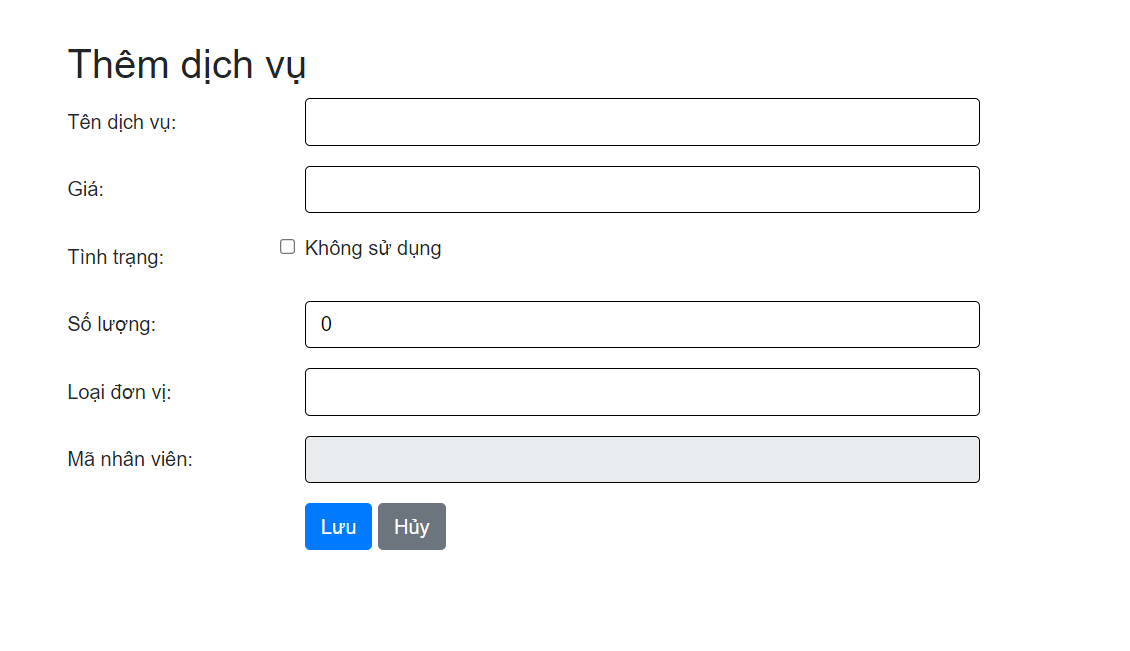 Thêm dịch vụ
Tên dịch vụ:
Giá:
Tình trạng:
Không sử dụng
Số lượng:
0
Loại đơn vị:
Mã nhân viên:
Lưu Hủy